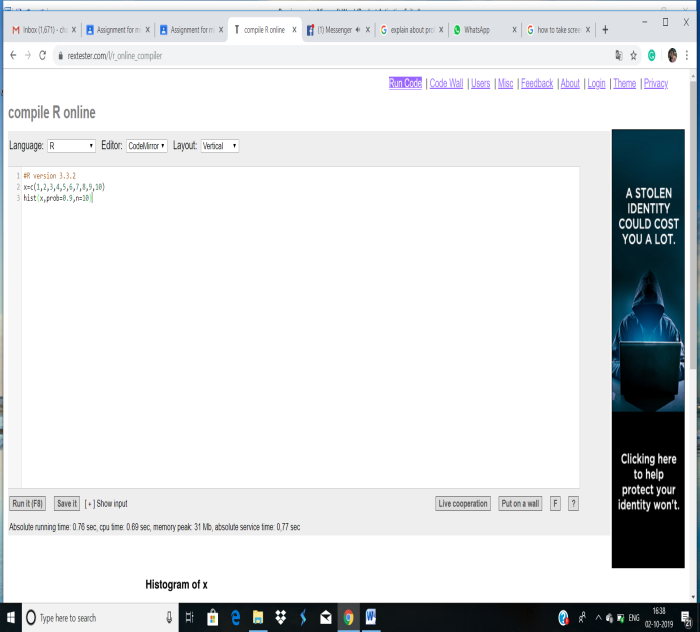 Inbox (1,671) - ch
Assignment for m
Assignment for m
compile R online
(1) Messenger
explain about pro
WhatsApp
how to take scree
rextester.com/l/r_online_compiler
Run Code | Code Wall | Users | Misc | Feedback | About | Login | Theme | Privacy
compile R online
Language: R Editor: CodeMirror Layout: Vertical
1 #R version 3.3.2
2 x=c(1,2,3,4,5,6,7,8,9,10)
3 hist(x,prob=0.9,n=10)
A STOLEN
IDENTITY
COULD COST
YOU A LOT.
Clicking here
to help
protect your
identity won't.
Run it (F8) Save it [+] Show input Live cooperation Put on a wall F ?
Absolute running time: 0.76 sec, cpu time: 0.69 sec, memory peak: 31 Mb, absolute service time: 0,77 sec
Histogram of x
Type here to search
ENG
16:38
02-10-2019
21